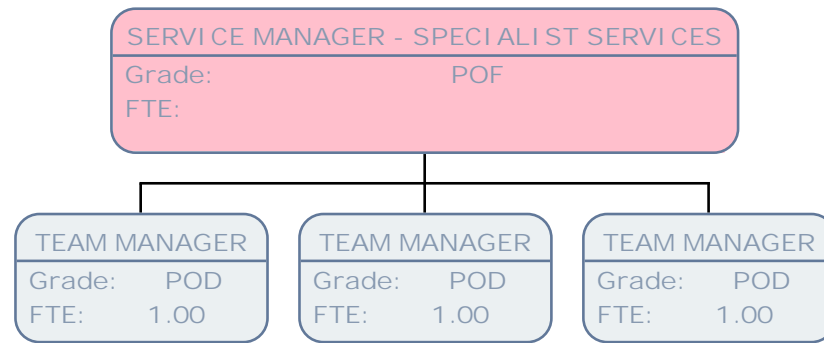 SERVICE MANAGER - SPECIALIST SERVICES
Grade: POF
FTE:
TEAM MANAGER
Grade: POD
FTE: 1.00
TEAM MANAGER
Grade: POD
FTE: 1.00
TEAM MANAGER
Grade: POD
FTE: 1.00